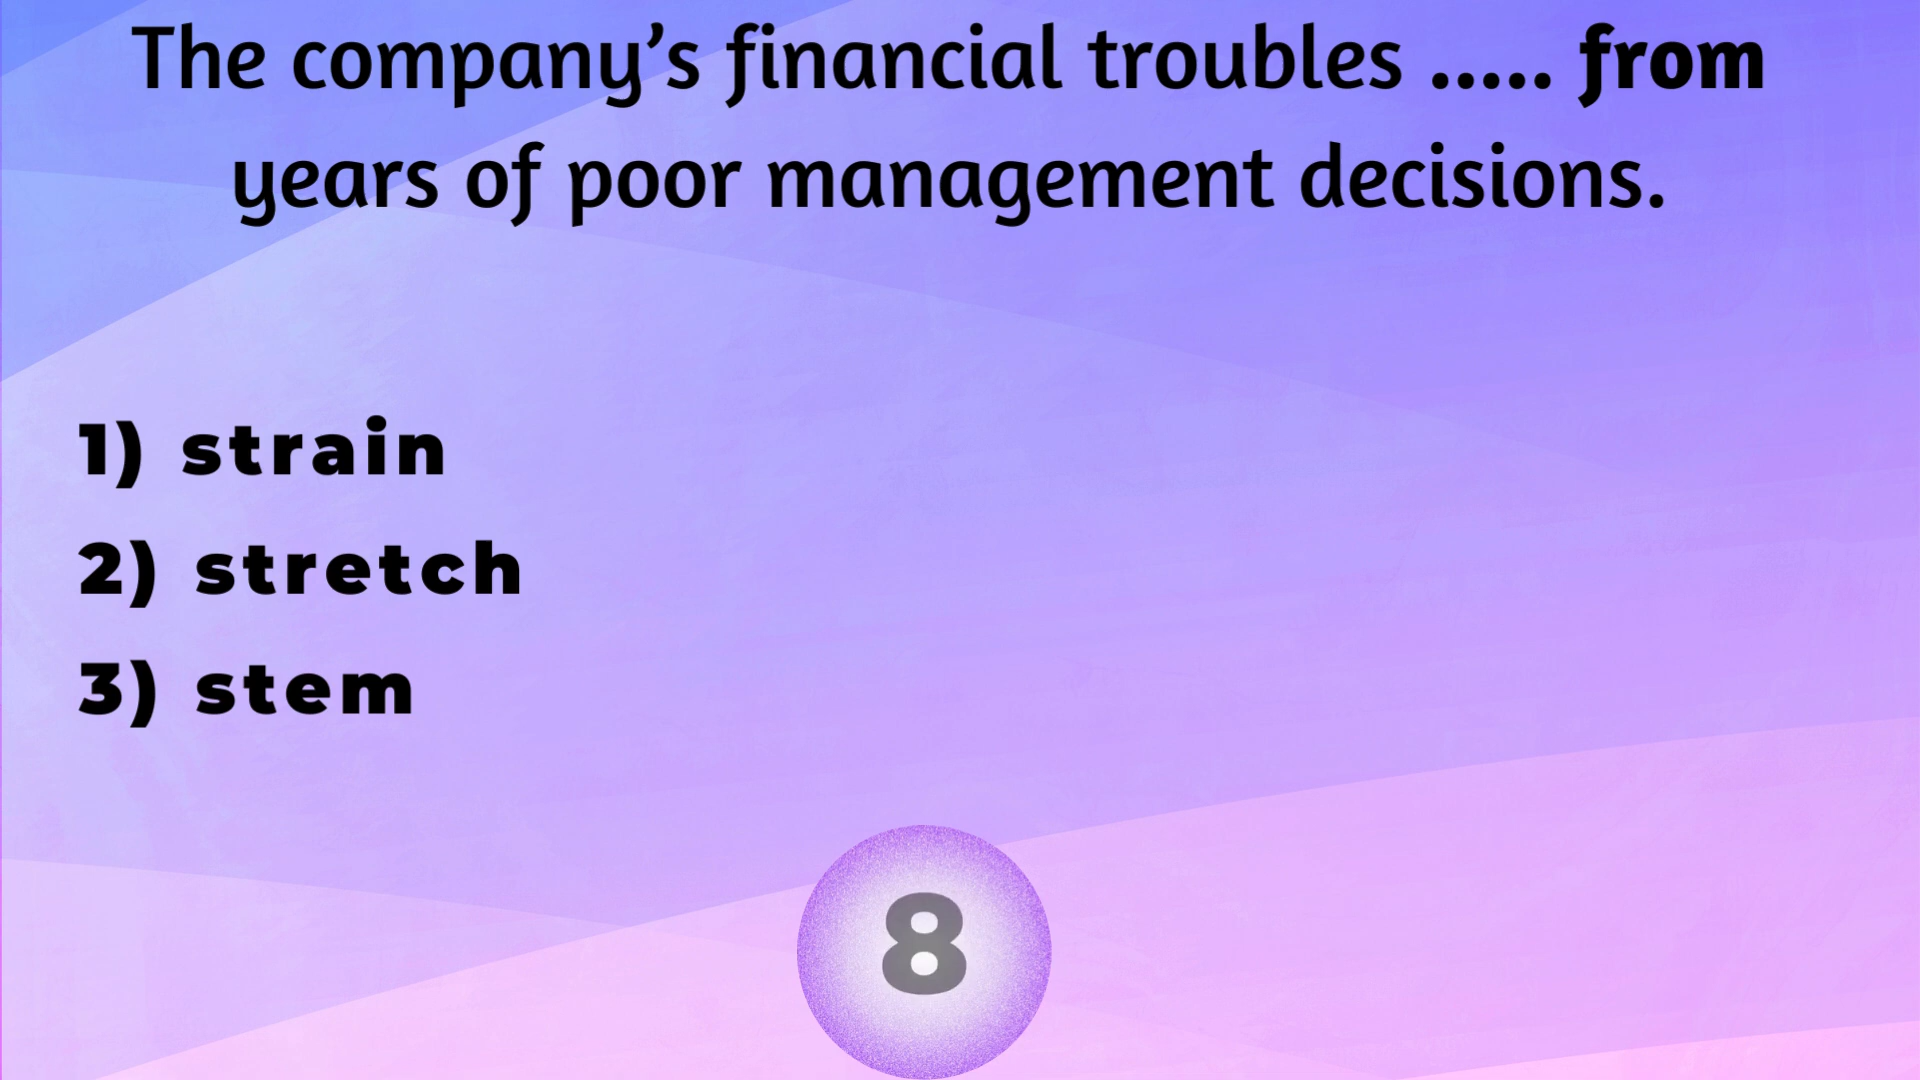 The company’s financial troubles ..... from
years of poor management decisions.
1) strain
2) stretch
3) stem
8